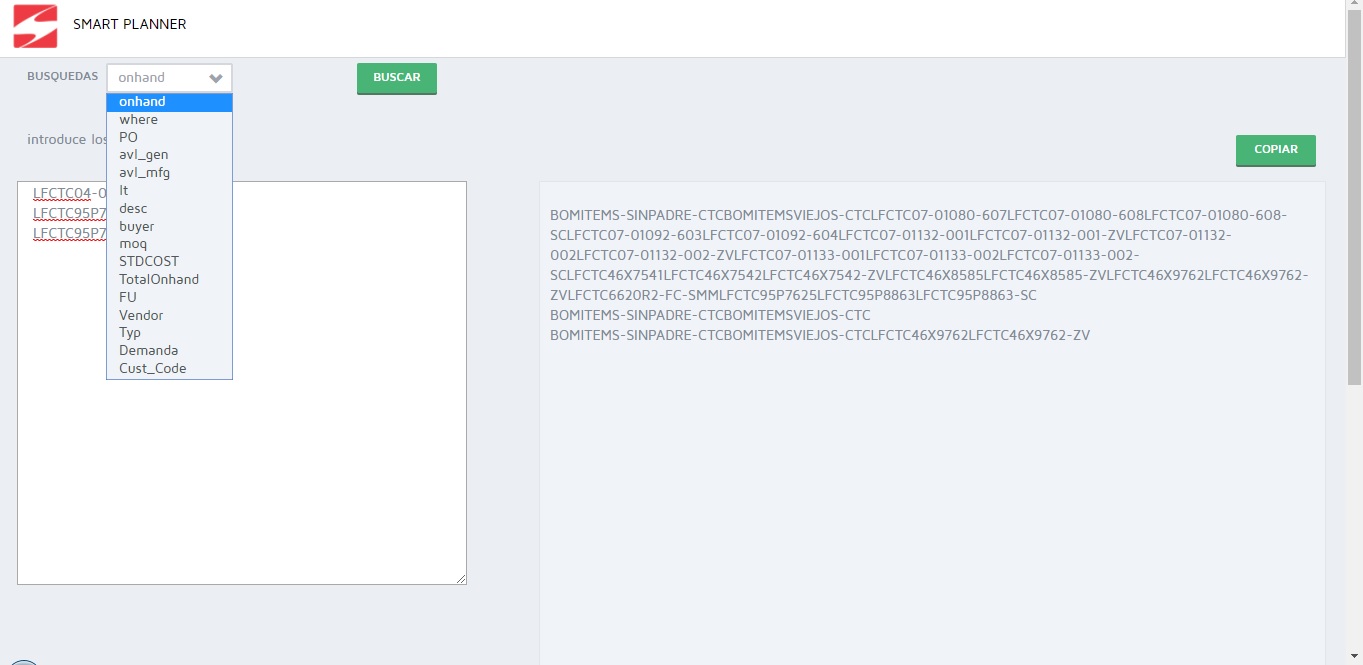 SMART PLANNER
BUSQUEDAS onhand BUSCAR
onhand
where
PO
avl_gen
avl_mfg
lt
desc
buyer
moq
STDCOST
TotalOnhand
FU
Vendor
Typ
Demanda
Cust_Code
introduce los
COPIAR
LFCTC04-0
LFCTC95P7
LFCTC95P7
BOMITEMS-SINPADRE-CTCBOMITEMSVIEJOS-CTCLFCTC07-01080-607LFCTC07-01080-608LFCTC07-01080-608-
SCLFCTC07-01092-603LFCTC07-01092-604LFCTC07-01132-001LFCTC07-01132-001-ZVLFCTC07-01132-
002LFCTC07-01132-002-ZVLFCTC07-01133-001LFCTC07-01133-002LFCTC07-01133-002-
SCLFCTC46X7541LFCTC46X7542LFCTC46X7542-ZVLFCTC46X8585LFCTC46X8585-ZVLFCTC46X9762LFCTC46X9762-
ZVLFCTC6620R2-FC-SMMLFCTC95P7625LFCTC95P8863LFCTC95P8863-SC
BOMITEMS-SINPADRE-CTCBOMITEMSVIEJOS-CTC
BOMITEMS-SINPADRE-CTCBOMITEMSVIEJOS-CTCLFCTC46X9762LFCTC46X9762-ZV